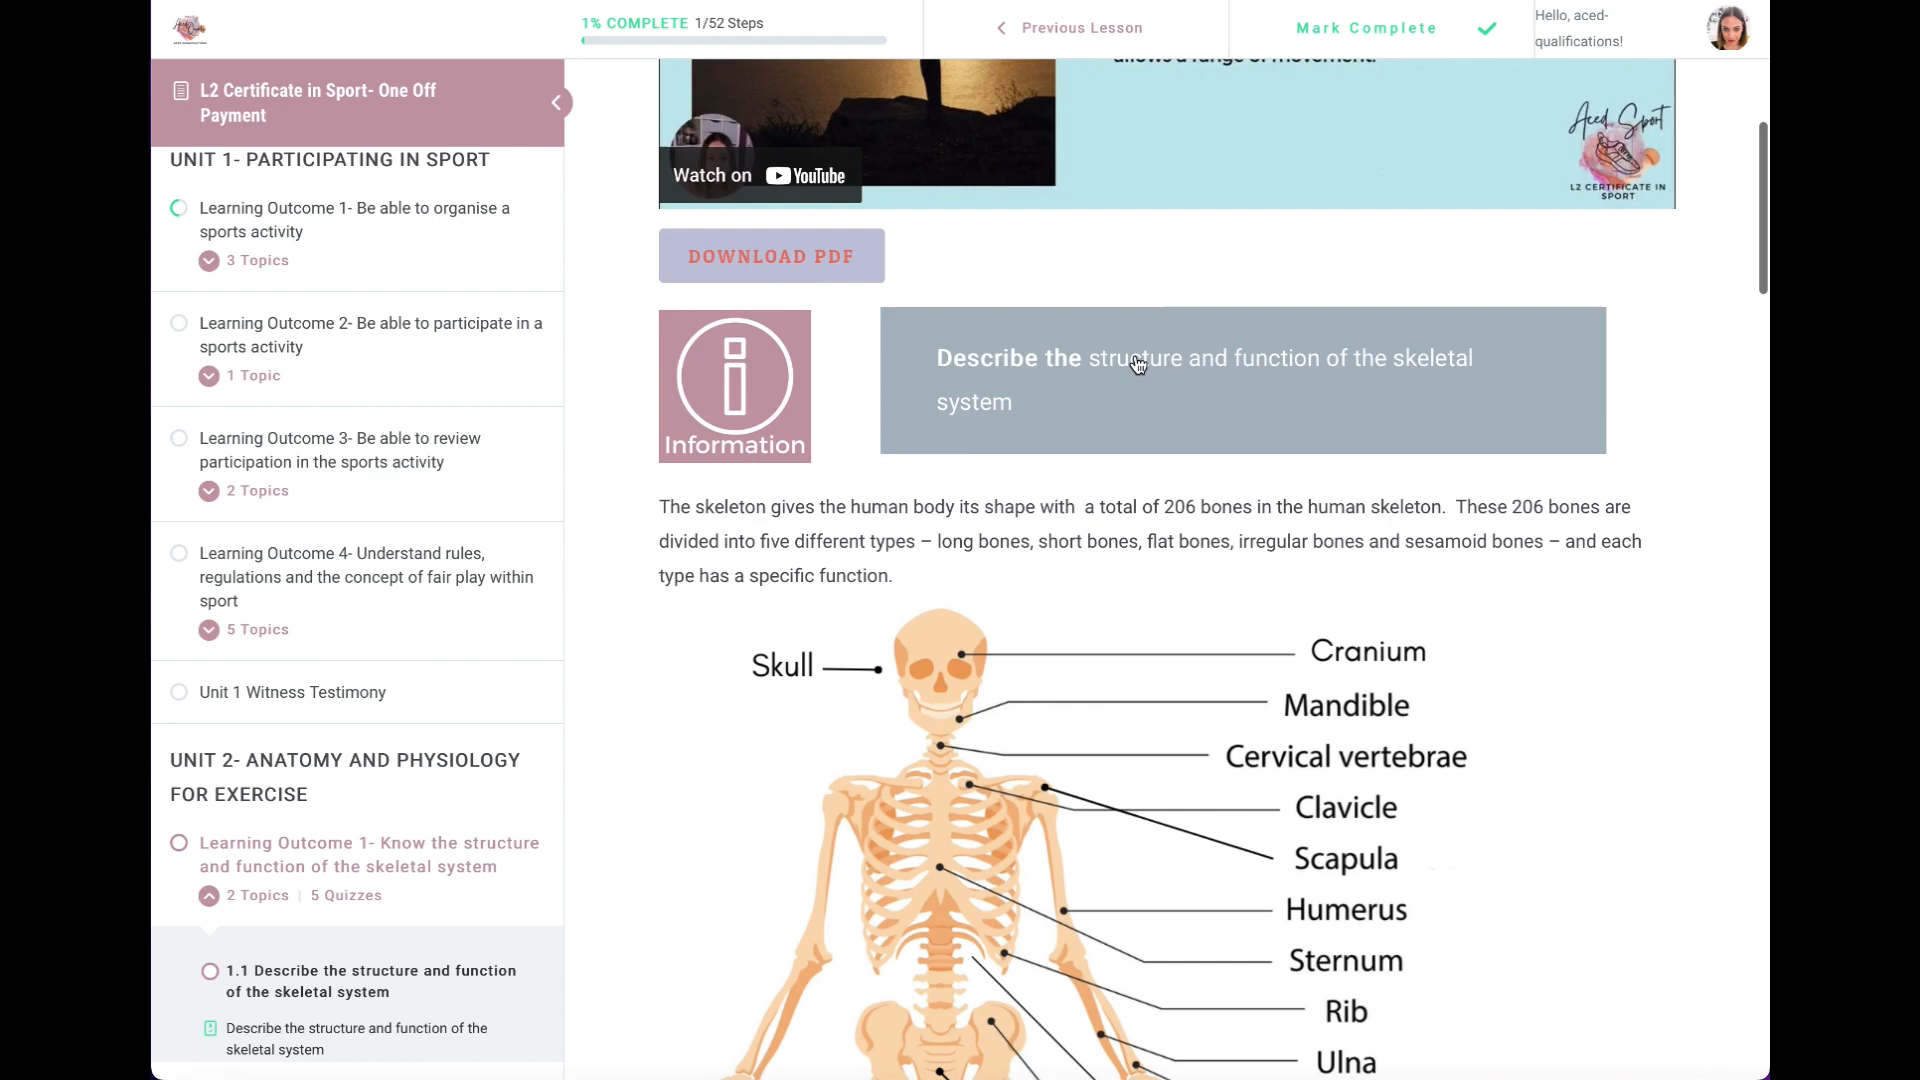 1% COMPLETE 1/52 Steps
Previous Lesson
Mark Complete
Hello, aced-
qualifications!
L2 Certificate in Sport- One Off
Payment
UNIT 1- PARTICIPATING IN SPORT
Learning Outcome 1- Be able to organise a
sports activity
3 Topics
Learning Outcome 2- Be able to participate in a
sports activity
1 Topic
Learning Outcome 3- Be able to review
participation in the sports activity
2 Topics
Learning Outcome 4- Understand rules,
regulations and the concept of fair play within
sport
5 Topics
Unit 1 Witness Testimony
UNIT 2- ANATOMY AND PHYSIOLOGY
FOR EXERCISE
Learning Outcome 1- Know the structure
and function of the skeletal system
2 Topics | 5 Quizzes
1.1 Describe the structure and function
of the skeletal system
Describe the structure and function of the
skeletal system
allows a range of movement.
Watch on YouTube
Aced Sport
L2 CERTIFICATE IN
SPORT
DOWNLOAD PDF
Information
Describe the structure and function of the skeletal
system
The skeleton gives the human body its shape with a total of 206 bones in the human skeleton. These 206 bones are
divided into five different types – long bones, short bones, flat bones, irregular bones and sesamoid bones – and each
type has a specific function.
Skull
Cranium
Mandible
Cervical vertebrae
Clavicle
Scapula
Humerus
Sternum
Rib
Ulna